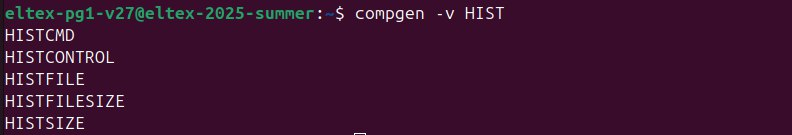 eltex-pg1-v27@eltex-2025-summer:~$ compgen -v HIST
HISTCMD
HISTCONTROL
HISTFILE
HISTFILESIZE
HISTSIZE